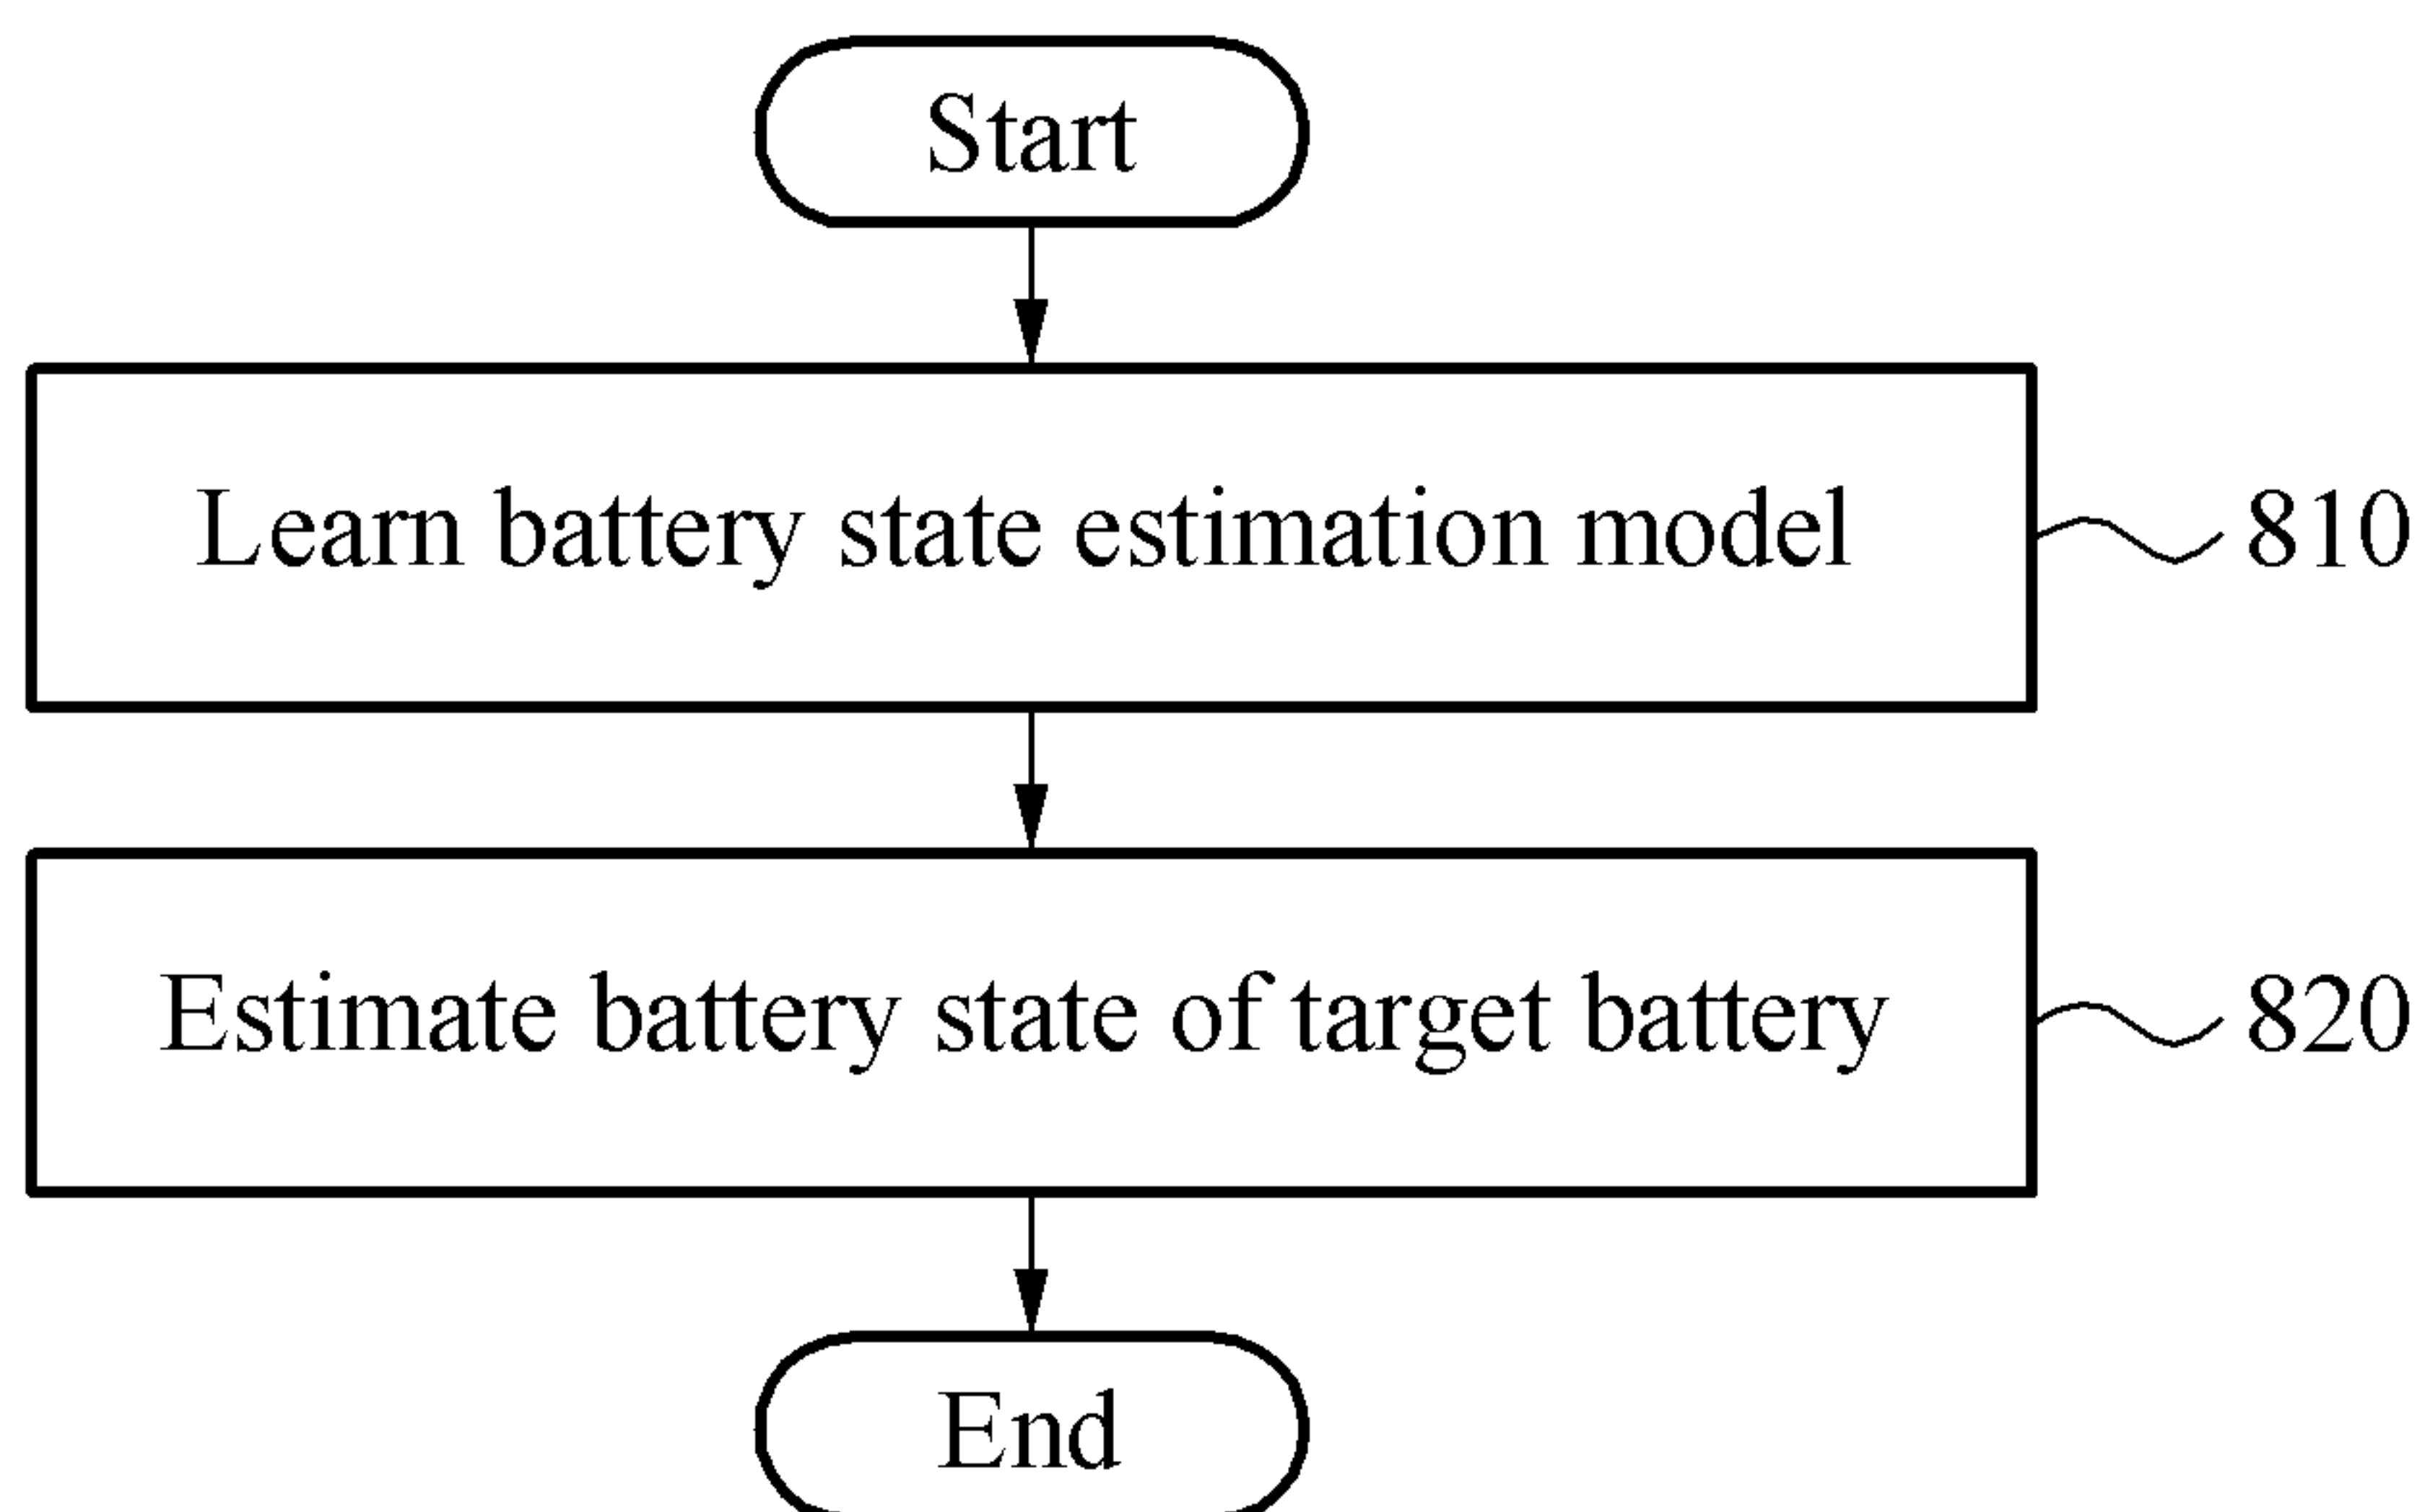 Start
Learn battery state estimation model
810
Estimate battery state of target battery
820
End